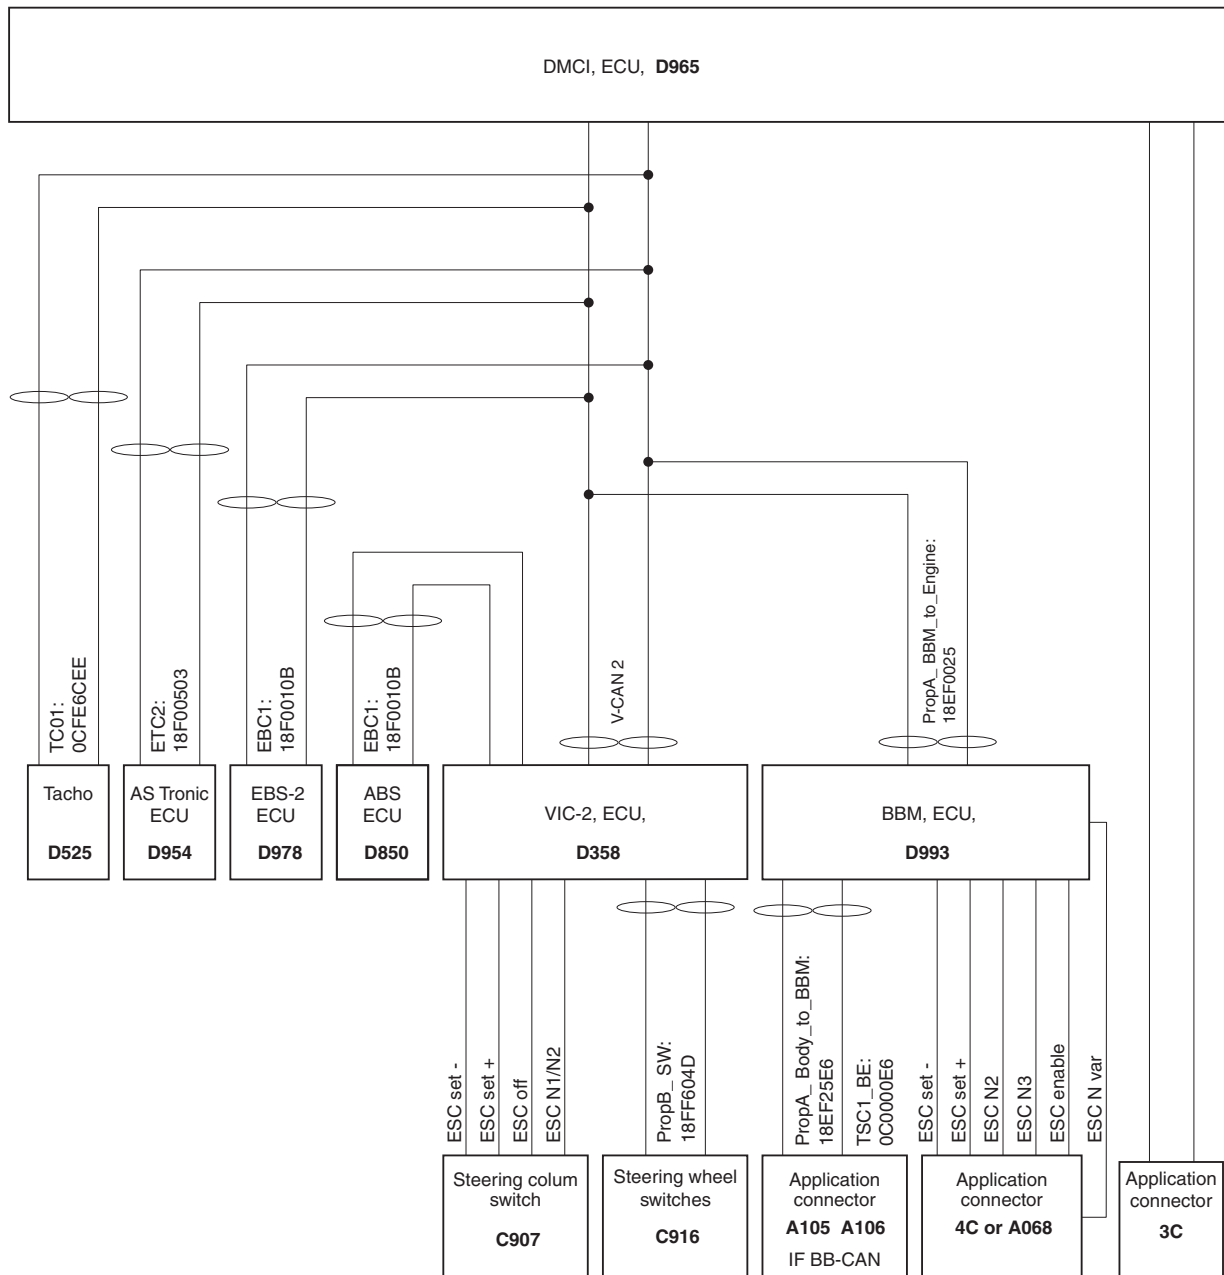 DMCI, ECU, D965
PropA_ BBM_to_Engine:
18EF0025
TC01:
0CFE6CEE
ETC2:
18F00503
EBC1:
18F0010B
EBC1:
18F0010B
V-CAN 2
Tacho
D525
AS Tronic
ECU
D954
EBS-2
ECU
D978
ABS
ECU
D850
VIC-2, ECU,
D358
BBM, ECU,
D993
ESC set -
ESC set +
ESC off
ESC N1/N2
PropB_ SW:
18FF604D
PropA_ Body_to_BBM:
18EF25E6
TSC1_BE:
0C0000E6
ESC set -
ESC set +
ESC N2
ESC N3
ESC enable
ESC N var
Steering colum
switch
C907
Steering wheel
switches
C916
Application
connector
A105 A106
IF BB-CAN
Application
connector
4C or A068
Application
connector
3C